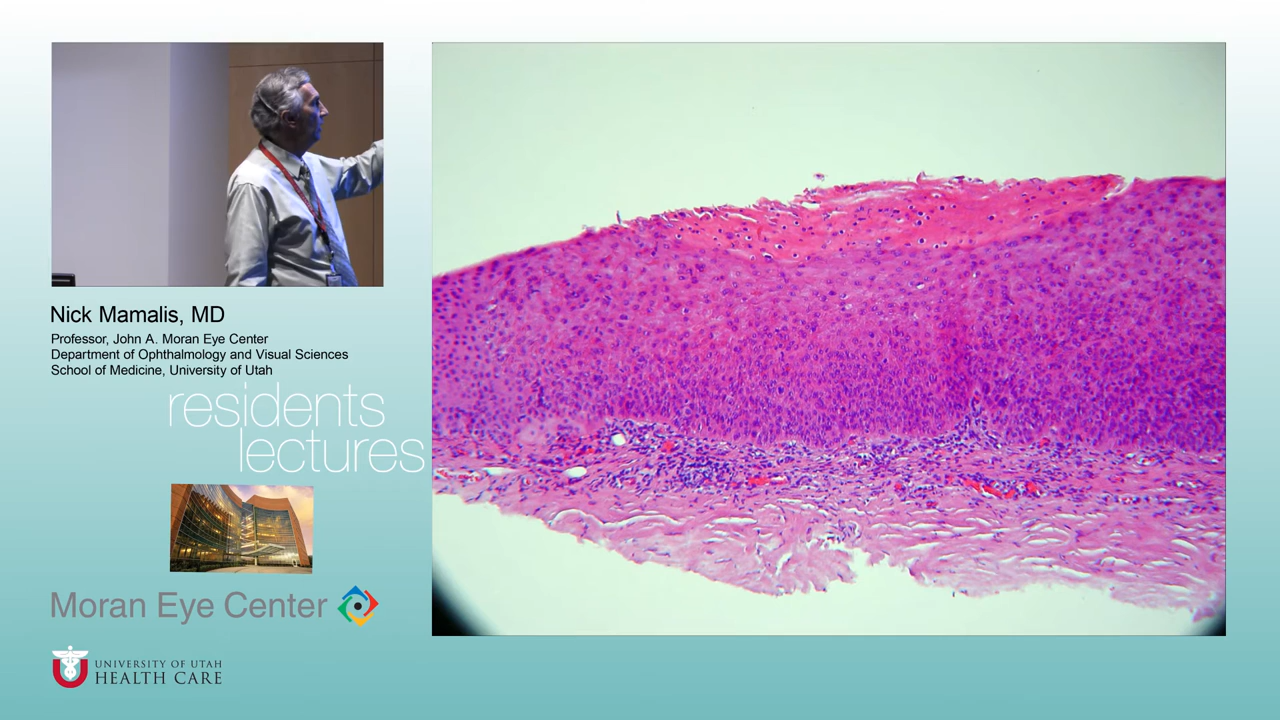 Nick Mamalis, MD
Professor, John A. Moran Eye Center
Department of Ophthalmology and Visual Sciences
School of Medicine, University of Utah
residents
lectures
Moran Eye Center
UNIVERSITY OF UTAH
HEALTH CARE